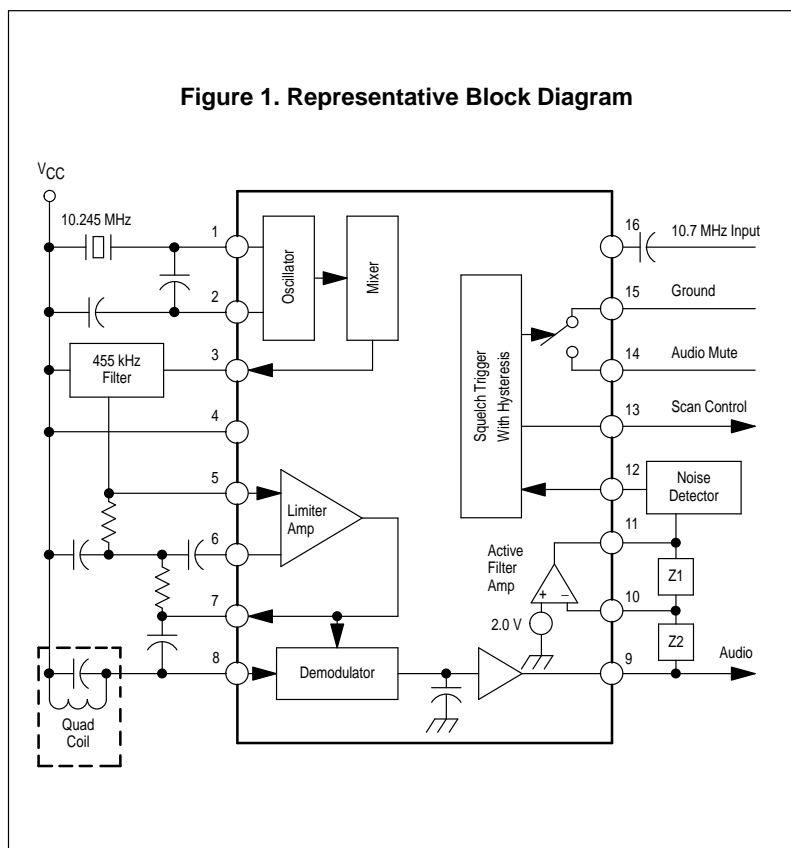 Figure 1. Representative Block Diagram
VCC
10.245 MHz
1
2
3
4
5
6
7
8
455 kHz
Filter
Quad
Coil
Oscillator
Mixer
Limiter
Amp
Demodulator
Squelch Trigger
With Hysteresis
Active
Filter
Amp
+
–
2.0 V
16
10.7 MHz Input
15
Ground
14
Audio Mute
13
Scan Control
12
Noise
Detector
11
Z1
10
Z2
9
Audio